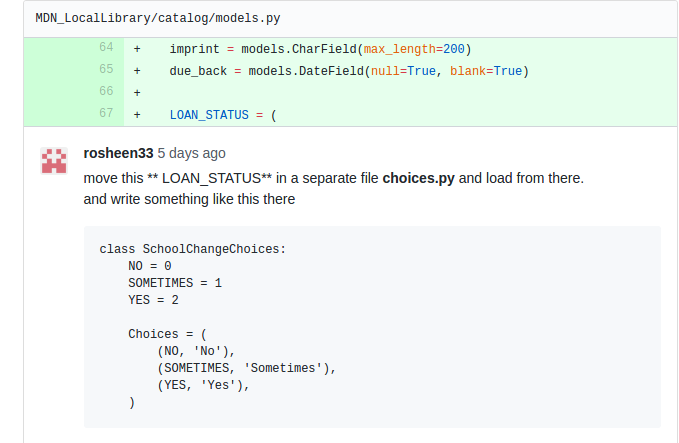 MDN_LocalLibrary/catalog/models.py
64 + imprint = models.CharField(max_length=200)
65 + due_back = models.DateField(null=True, blank=True)
66 +
67 + LOAN_STATUS = (
rosheen33 5 days ago
move this ** LOAN_STATUS** in a separate file choices.py and load from there.
and write something like this there
class SchoolChangeChoices:
    NO = 0
    SOMETIMES = 1
    YES = 2

    Choices = (
        (NO, 'No'),
        (SOMETIMES, 'Sometimes'),
        (YES, 'Yes'),
    )